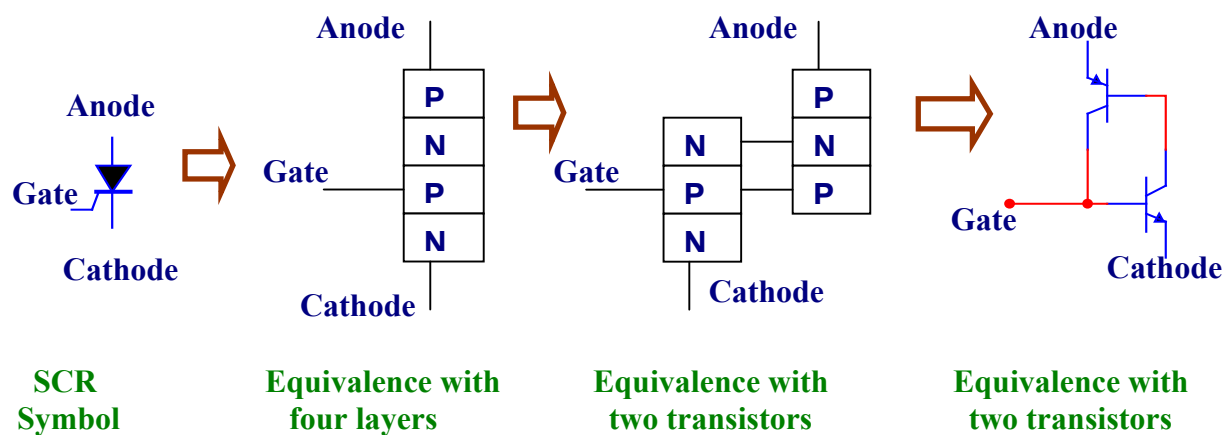 Anode
Gate
Cathode
SCR
Symbol
Anode
P
N
Gate
P
N
Cathode
Equivalence with
four layers
Anode
P
N
N
Gate
P
P
N
Cathode
Equivalence with
two transistors
Anode
Gate
Cathode
Equivalence with
two transistors